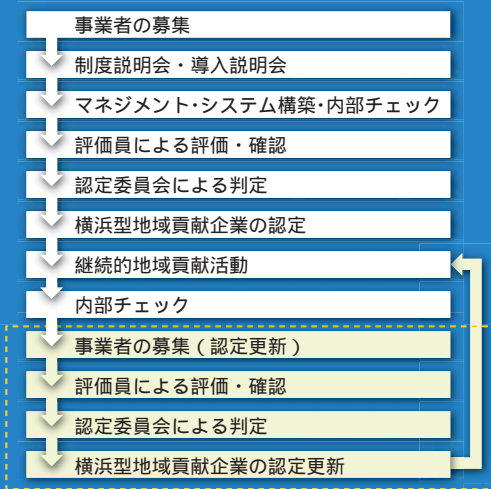 事業者の募集
制度説明会・導入説明会
マネジメント・システム構築・内部チェック
評価員による評価・確認
認定委員会による判定
横浜型地域貢献企業の認定
継続的地域貢献活動
内部チェック
事業者の募集（認定更新）
評価員による評価・確認
認定委員会による判定
横浜型地域貢献企業の認定更新